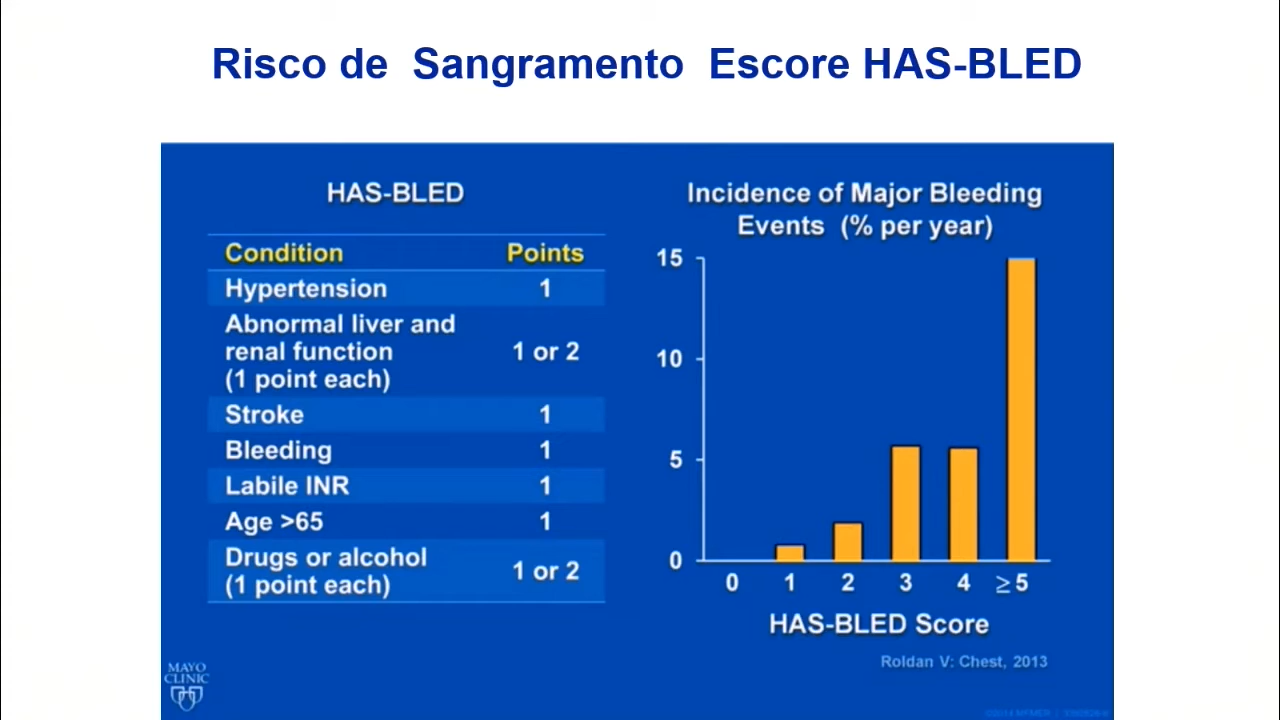 Risco de Sangramento Escore HAS-BLED
HAS-BLED
Condition Points
Hypertension 1
Abnormal liver and
renal function 1 or 2
(1 point each)
Stroke 1
Bleeding 1
Labile INR 1
Age >65 1
Drugs or alcohol
(1 point each) 1 or 2
Incidence of Major Bleeding
Events (% per year)
15
10
5
0
0 1 2 3 4 ≥5
HAS-BLED Score
Roldan V: Chest, 2013
MAYO
CLINIC